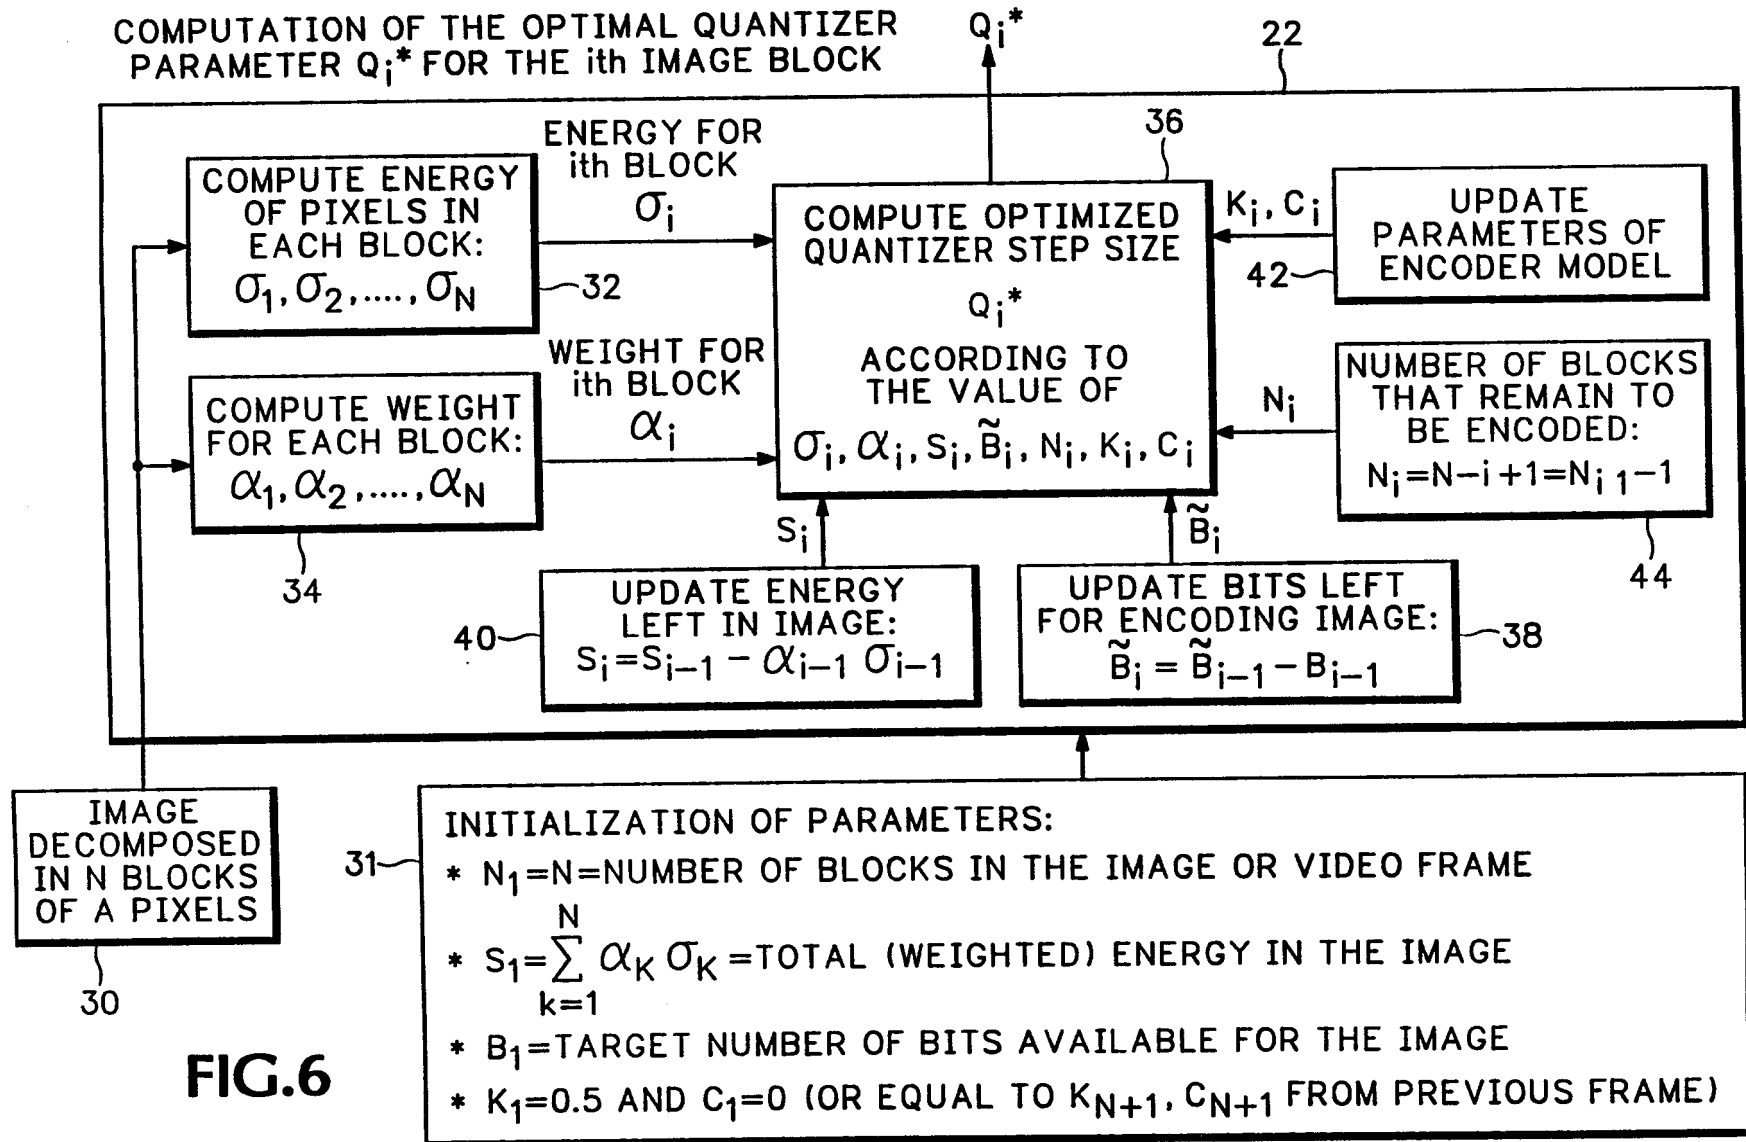 COMPUTATION OF THE OPTIMAL QUANTIZER
PARAMETER Qi* FOR THE ith IMAGE BLOCK
Qi*
22
ENERGY FOR
ith BLOCK
σi
36
COMPUTE ENERGY
OF PIXELS IN
EACH BLOCK:
σ1, σ2, ...., σN
32
COMPUTE OPTIMIZED
QUANTIZER STEP SIZE
Qi*
ACCORDING TO
THE VALUE OF
σi, αi, Si, B̃i, Ni, Ki, Ci
Ki, Ci
UPDATE
PARAMETERS OF
ENCODER MODEL
42
WEIGHT FOR
ith BLOCK
αi
COMPUTE WEIGHT
FOR EACH BLOCK:
α1, α2, ...., αN
34
Ni
NUMBER OF BLOCKS
THAT REMAIN TO
BE ENCODED:
Ni=N-i+1=Ni 1-1
44
Si
B̃i
UPDATE ENERGY
LEFT IN IMAGE:
Si=Si-1 - αi-1 σi-1
40
UPDATE BITS LEFT
FOR ENCODING IMAGE:
B̃i = B̃i-1 - Bi-1
38
IMAGE
DECOMPOSED
IN N BLOCKS
OF A PIXELS
30
31
INITIALIZATION OF PARAMETERS:
* N1=N=NUMBER OF BLOCKS IN THE IMAGE OR VIDEO FRAME
N
* S1=∑ αK σK =TOTAL (WEIGHTED) ENERGY IN THE IMAGE
k=1
* B1=TARGET NUMBER OF BITS AVAILABLE FOR THE IMAGE
* K1=0.5 AND C1=0 (OR EQUAL TO KN+1, CN+1 FROM PREVIOUS FRAME)
FIG.6